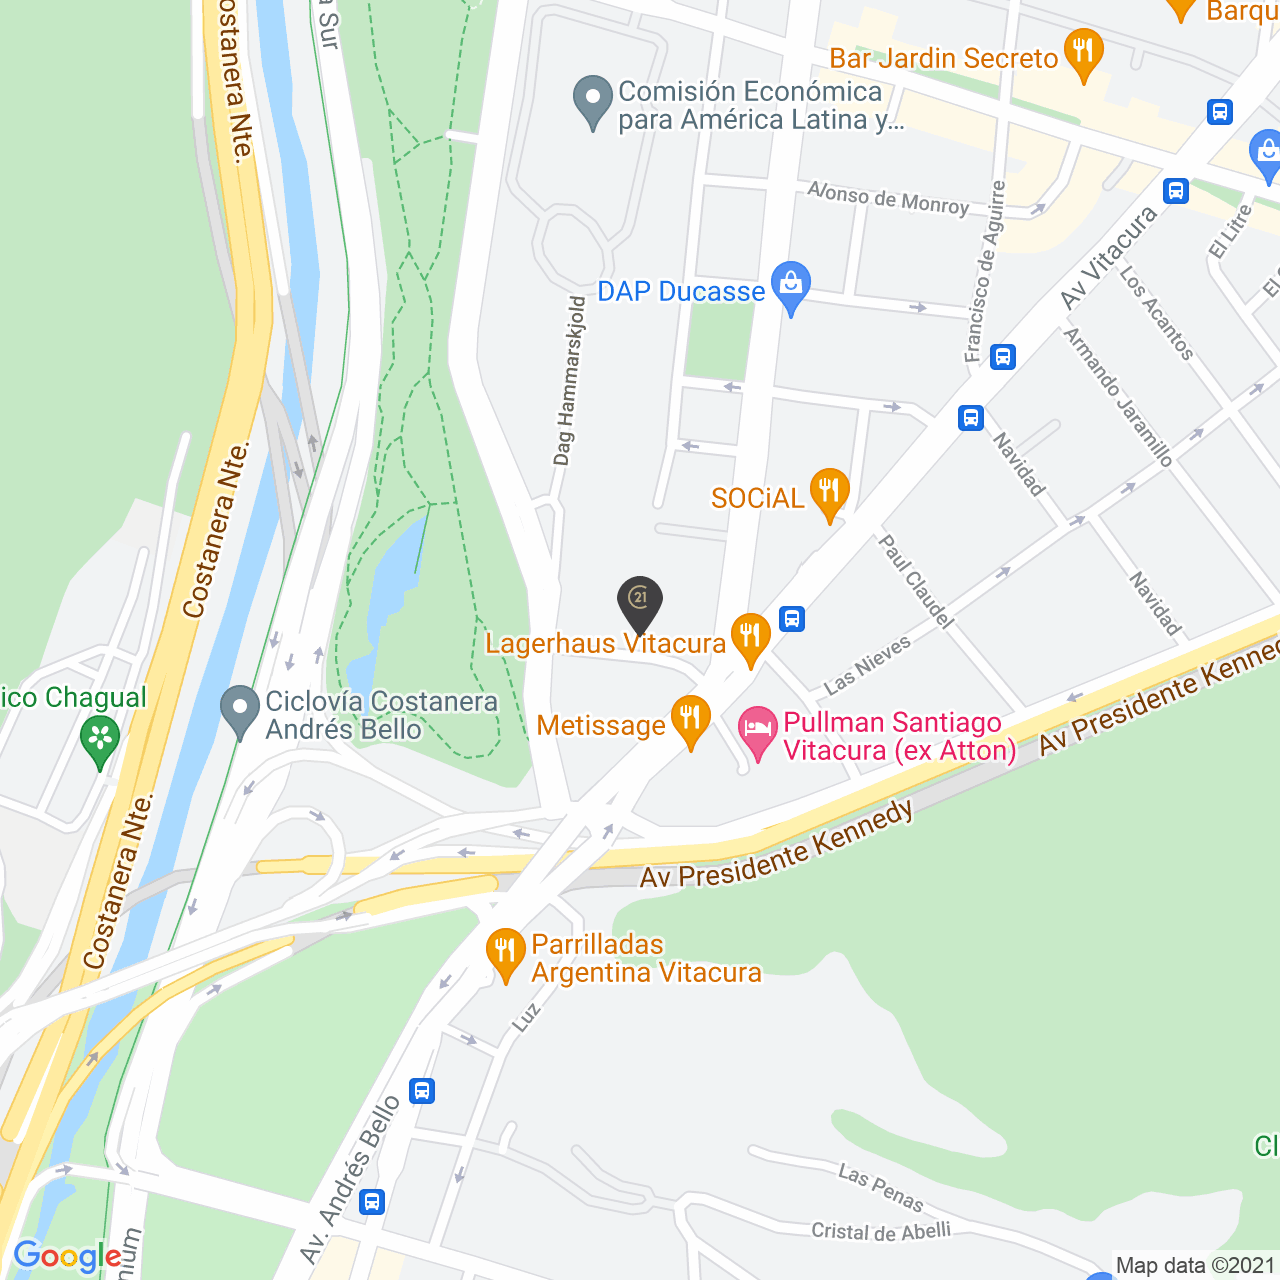 Costanera Nte.
a Sur
Barqu
Bar Jardin Secreto
Comisión Económica
para América Latina y...
Alonso de Monroy
Francisco de Aguirre
Av Vitacura
El Litre
DAP Ducasse
Los Acantos
Armando Jaramillo
Dag Hammarskjold
Navidad
Costanera Nte.
SOCiAL
Paul Claudel
Navidad
21
Lagerhaus Vitacura
Las Nieves
ico Chagual
Ciclovía Costanera
Andrés Bello
Metissage
Pullman Santiago
Vitacura (ex Atton)
Av Presidente Kennedy
Costanera Nte.
Av Presidente Kennedy
Parrilladas
Argentina Vitacura
Luz
Av. Andrés Bello
Cl
Las Penas
Cristal de Abelli
nium
Google
Map data ©2021